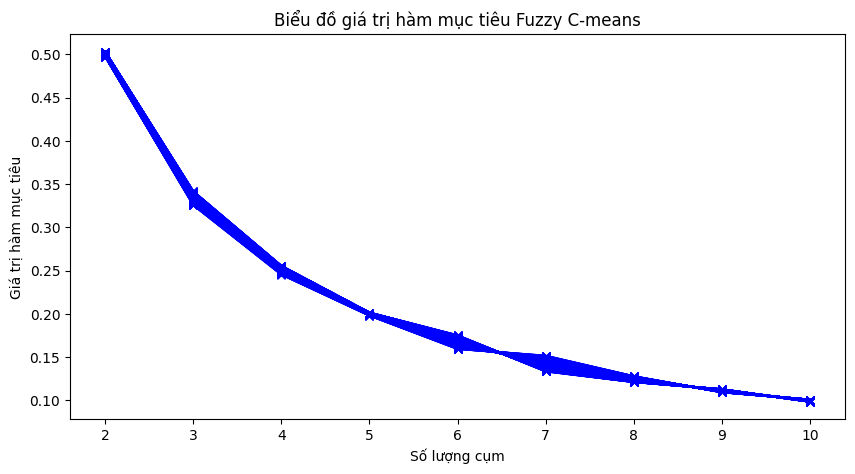 Biểu đồ giá trị hàm mục tiêu Fuzzy C-means
Giá trị hàm mục tiêu
0.50
0.45
0.40
0.35
0.30
0.25
0.20
0.15
0.10
2 3 4 5 6 7 8 9 10
Số lượng cụm